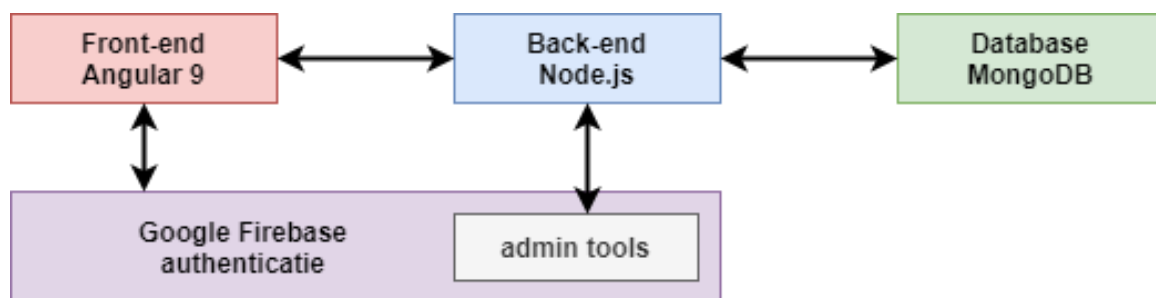 Front-end
Angular 9
Back-end
Node.js
Database
MongoDB
Google Firebase
authenticatie
admin tools